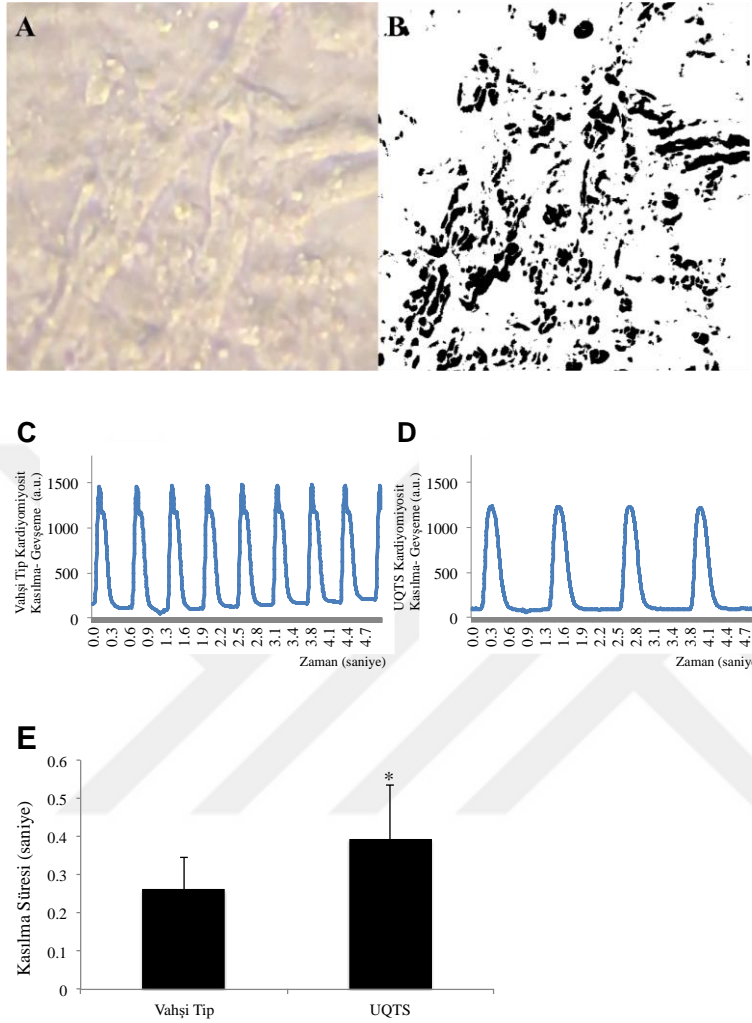 A
B
C
Vahşi Tip Kardiyomiyosit
Kasılma- Gevşeme (a.u.)
1500
1000
500
0
0.0 0.3 0.6 0.9 1.3 1.6 1.9 2.2 2.5 2.8 3.1 3.4 3.8 4.1 4.4 4.7
Zaman (saniye)
D
UQTS Kardiyomiyosit
Kasılma- Gevşeme (a.u.)
1500
1000
500
0
0.0 0.3 0.6 0.9 1.3 1.6 1.9 2.2 2.5 2.8 3.1 3.4 3.8 4.1 4.4 4.7
Zaman (saniye
E
Kasılma Süresi (saniye)
0.6
0.5
0.4
0.3
0.2
0.1
0
*
Vahşi Tip UQTS